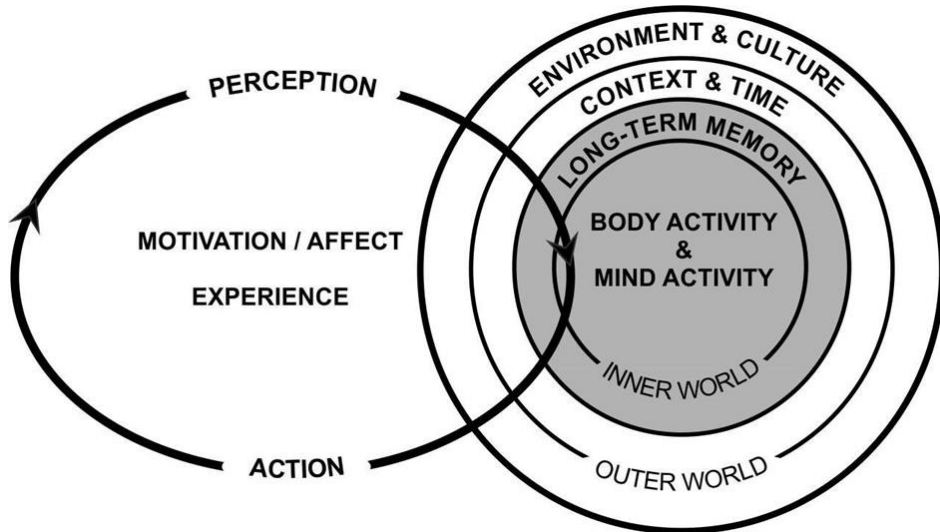 PERCEPTION
MOTIVATION / AFFECT
EXPERIENCE
ACTION
ENVIRONMENT & CULTURE
CONTEXT & TIME
LONG-TERM MEMORY
BODY ACTIVITY
&
MIND ACTIVITY
INNER WORLD
OUTER WORLD